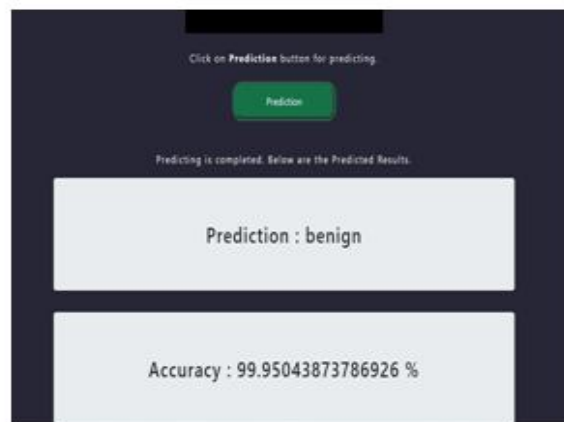 Click on Prediction button for predicting.
Prediction
Predicting is completed. Below are the Predicted Results.
Prediction : benign
Accuracy : 99.95043873786926 %